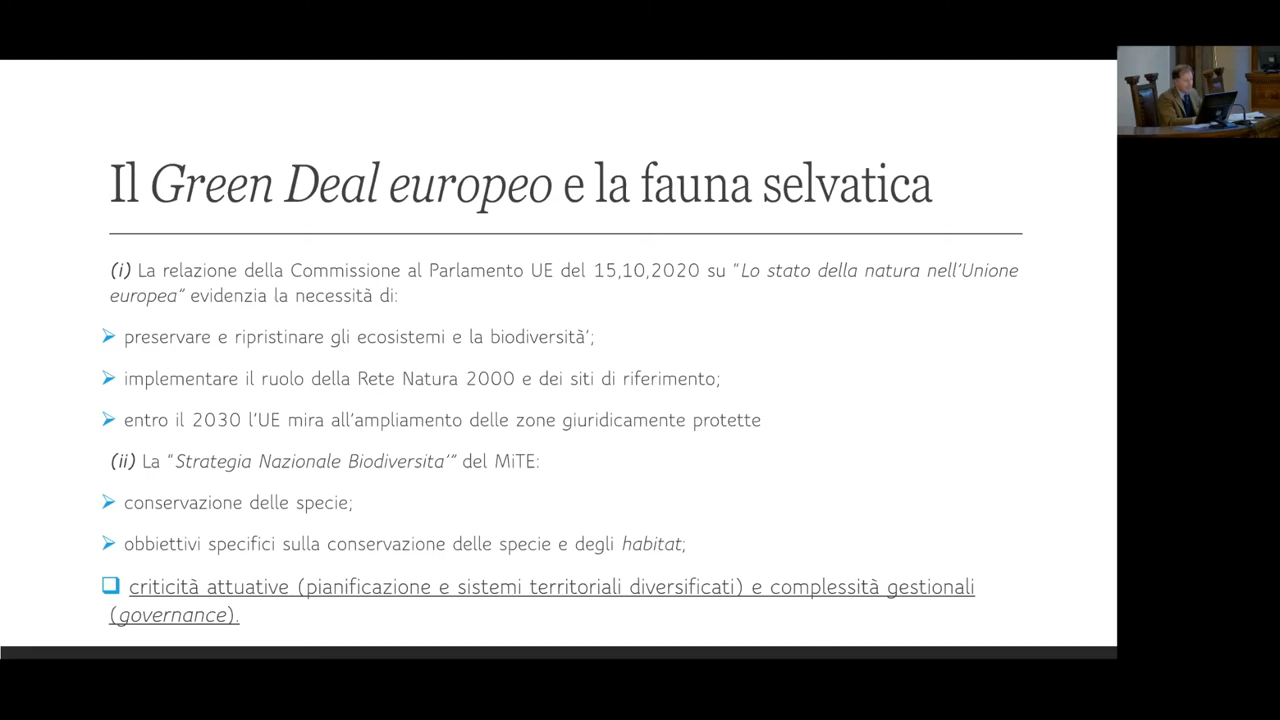 Il Green Deal europeo e la fauna selvatica
(i) La relazione della Commissione al Parlamento UE del 15,10,2020 su “Lo stato della natura nell’Unione
europea” evidenzia la necessità di:
preservare e ripristinare gli ecosistemi e la biodiversità’;
implementare il ruolo della Rete Natura 2000 e dei siti di riferimento;
entro il 2030 l’UE mira all’ampliamento delle zone giuridicamente protette
(ii) La “Strategia Nazionale Biodiversita’” del MiTE:
conservazione delle specie;
obbiettivi specifici sulla conservazione delle specie e degli habitat;
criticità attuative (pianificazione e sistemi territoriali diversificati) e complessità gestionali
(governance).